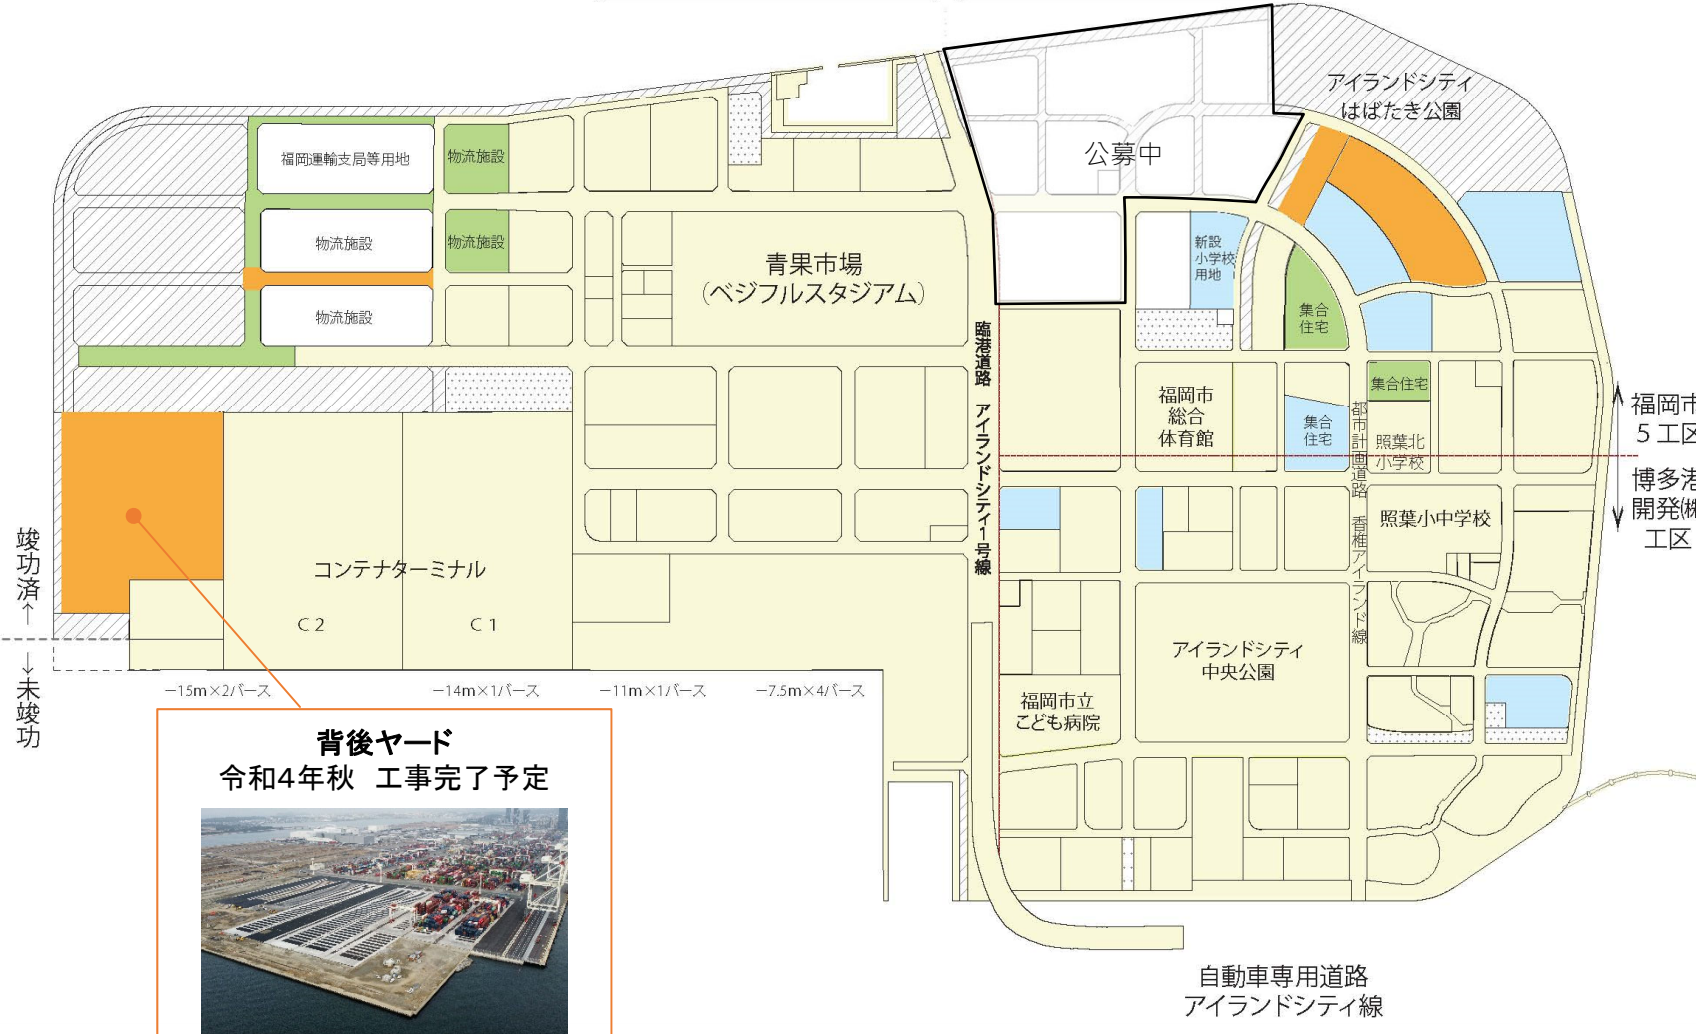 アイランドシティ
はばたき公園
公募中
福岡運輸支局等用地
物流施設
物流施設
物流施設
物流施設
青果市場
（ベジフルスタジアム）
新設
小学校
用地
集合
住宅
臨港道路　アイランドシティ1号線
福岡市
総合
体育館
集合住宅
集合
住宅
都市計画道路　香椎アイランド線
照葉北
小学校
福岡市
5工区
博多港
開発㈱
工区
照葉小中学校
竣功済
↑
↓
未竣功
コンテナターミナル
C2
C1
アイランドシティ
中央公園
福岡市立
こども病院
−15m×2バース
−14m×1バース
−11m×1バース
−7.5m×4バース
背後ヤード
令和4年秋　工事完了予定
自動車専用道路
アイランドシティ線